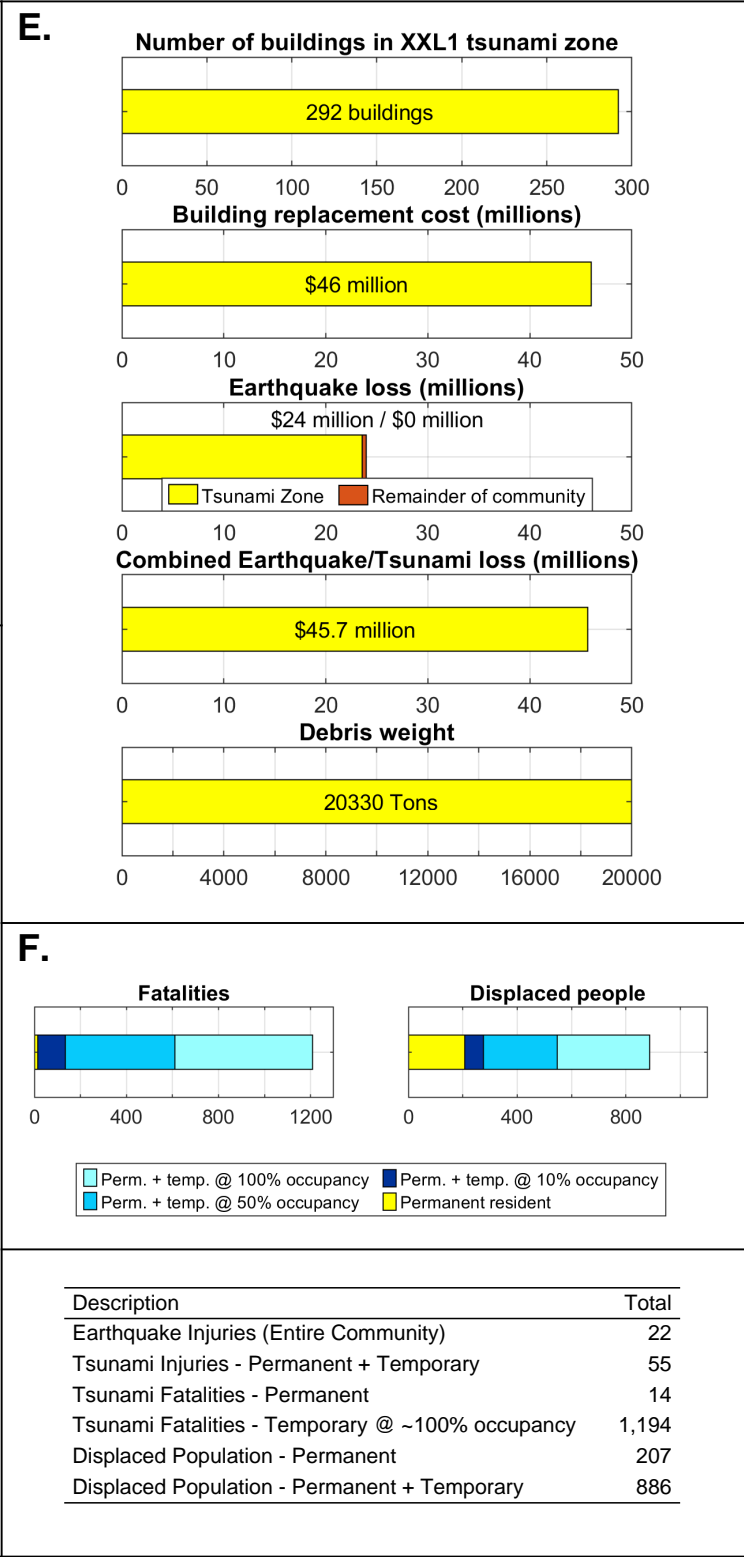 E.
Number of buildings in XXL1 tsunami zone
292 buildings
0 50 100 150 200 250 300
Building replacement cost (millions)
$46 million
0 10 20 30 40 50
Earthquake loss (millions)
$24 million / $0 million
Tsunami Zone Remainder of community
0 10 20 30 40 50
Combined Earthquake/Tsunami loss (millions)
$45.7 million
0 10 20 30 40 50
Debris weight
20330 Tons
0 4000 8000 12000 16000 20000
F.
Fatalities Displaced people
0 400 800 1200 0 400 800
Perm. + temp. @ 100% occupancy Perm. + temp. @ 10% occupancy
Perm. + temp. @ 50% occupancy Permanent resident
Description Total
Earthquake Injuries (Entire Community) 22
Tsunami Injuries - Permanent + Temporary 55
Tsunami Fatalities - Permanent 14
Tsunami Fatalities - Temporary @ ~100% occupancy 1,194
Displaced Population - Permanent 207
Displaced Population - Permanent + Temporary 886